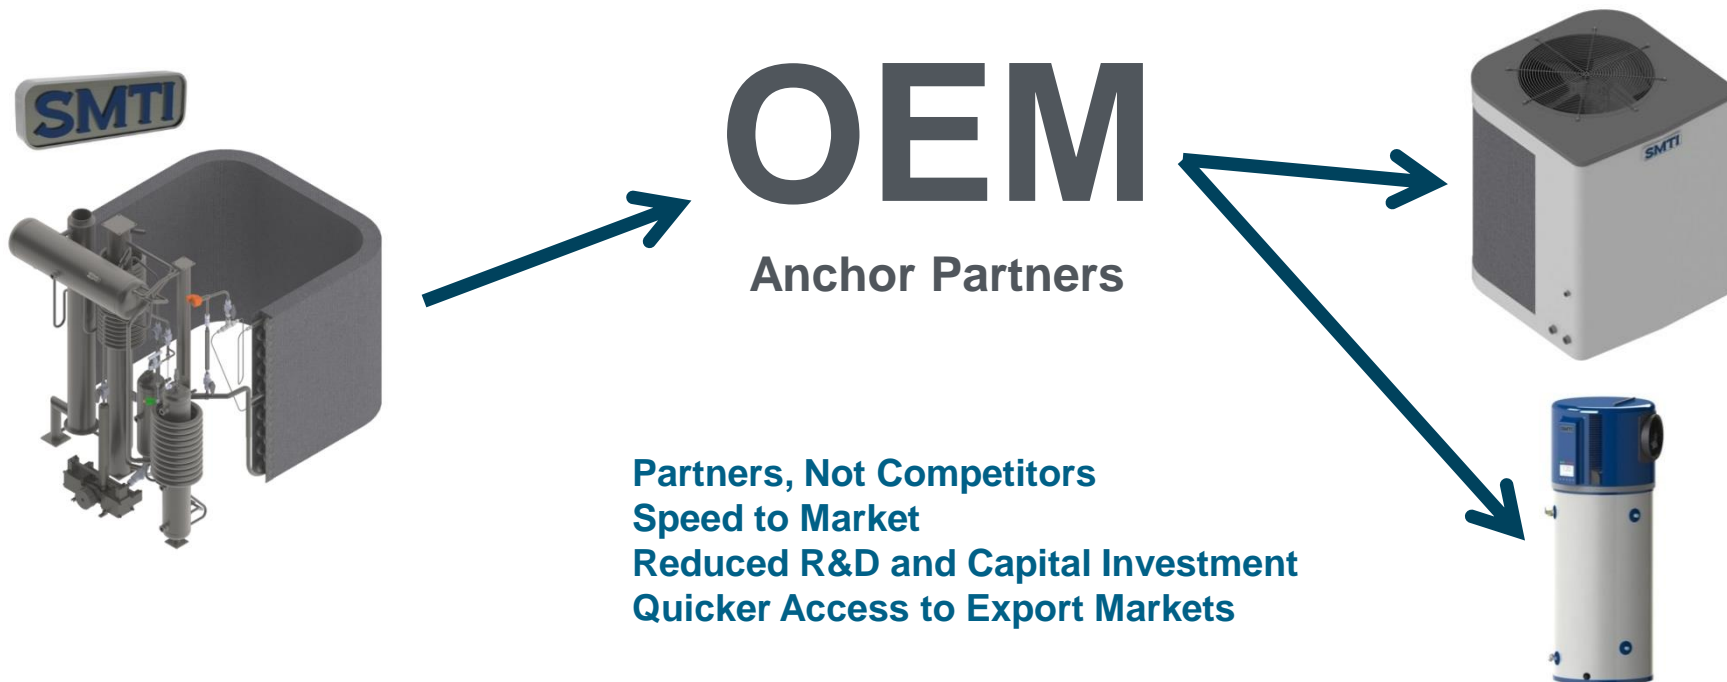 SMTI
OEM
Anchor Partners
SMTI
Partners, Not Competitors
Speed to Market
Reduced R&D and Capital Investment
Quicker Access to Export Markets
SMTI